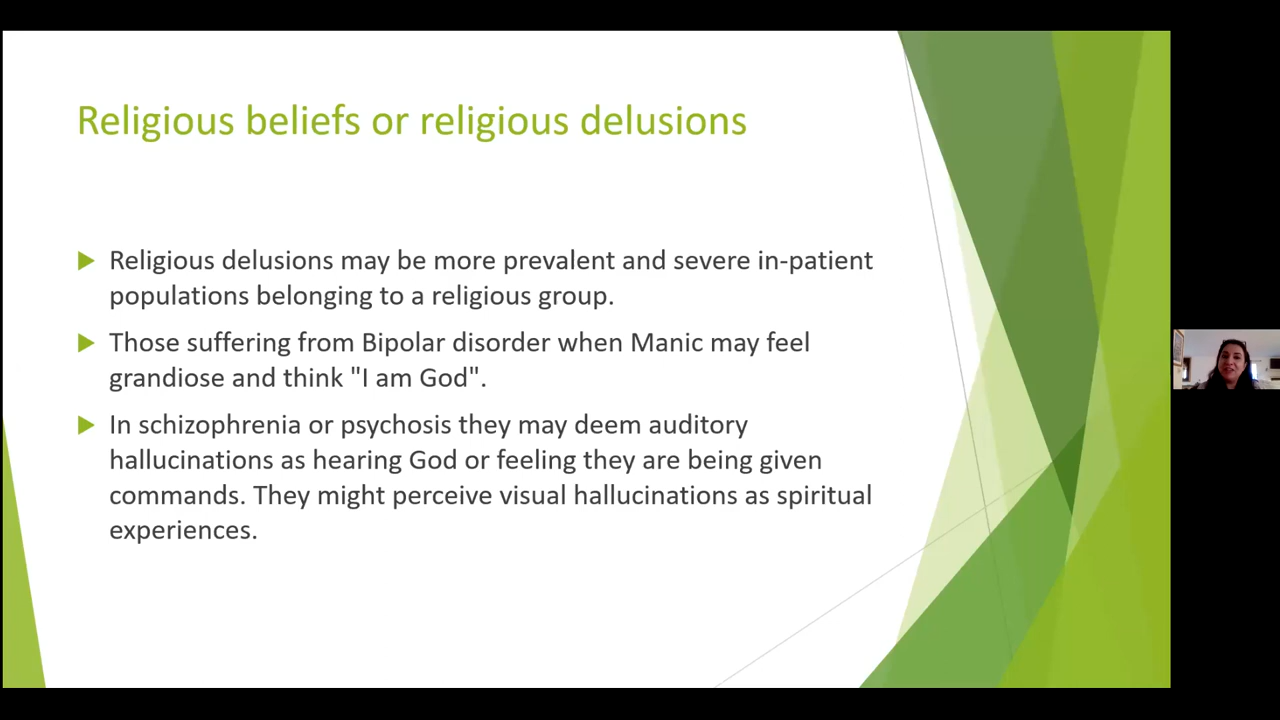 Religious beliefs or religious delusions
Religious delusions may be more prevalent and severe in-patient
populations belonging to a religious group.
Those suffering from Bipolar disorder when Manic may feel
grandiose and think "I am God".
In schizophrenia or psychosis they may deem auditory
hallucinations as hearing God or feeling they are being given
commands. They might perceive visual hallucinations as spiritual
experiences.